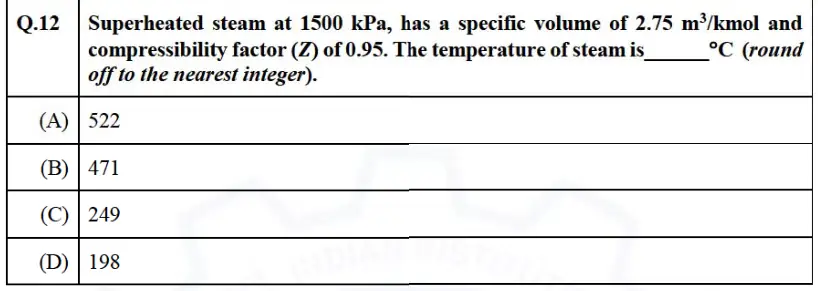 Q.12 Superheated steam at 1500 kPa, has a specific volume of 2.75 m³/kmol and
compressibility factor (Z) of 0.95. The temperature of steam is______°C (round
off to the nearest integer).
(A) 522
(B) 471
(C) 249
(D) 198